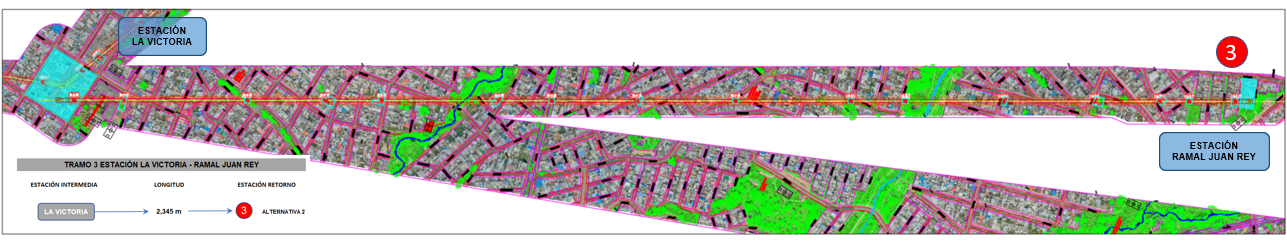 ESTACIÓN
LA VICTORIA
3
ESTACIÓN
RAMAL JUAN REY
TRAMO 3 ESTACIÓN LA VICTORIA - RAMAL JUAN REY
ESTACIÓN INTERMEDIA LONGITUD ESTACIÓN RETORNO
LA VICTORIA 2,345 m 3 ALTERNATIVA 2